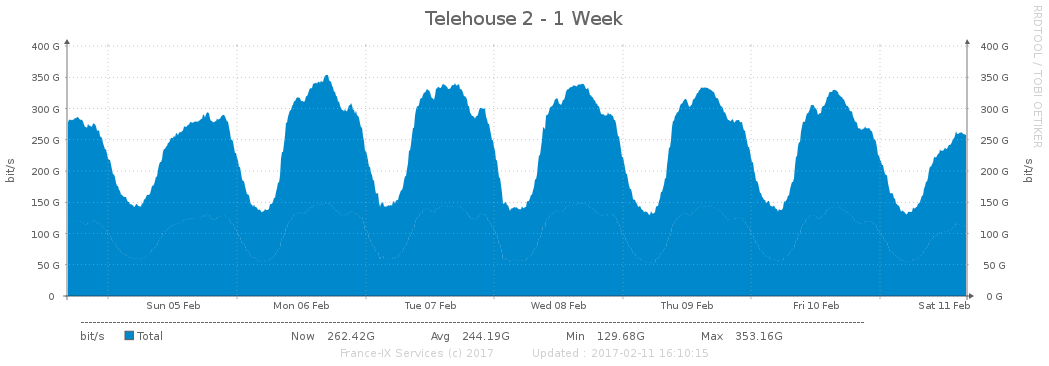 Telehouse 2 - 1 Week
RRDTOOL / TOBI OETIKER
400 G 400 G
350 G 350 G
300 G 300 G
250 G 250 G
200 G 200 G
150 G 150 G
100 G 100 G
50 G 50 G
0 0 G
bit/s bit/s
Sun 05 Feb Mon 06 Feb Tue 07 Feb Wed 08 Feb Thu 09 Feb Fri 10 Feb Sat 11 Feb
bit/s Total Now 262.42G Avg 244.19G Min 129.68G Max 353.16G
France-IX Services (c) 2017 Updated : 2017-02-11 16:10:15